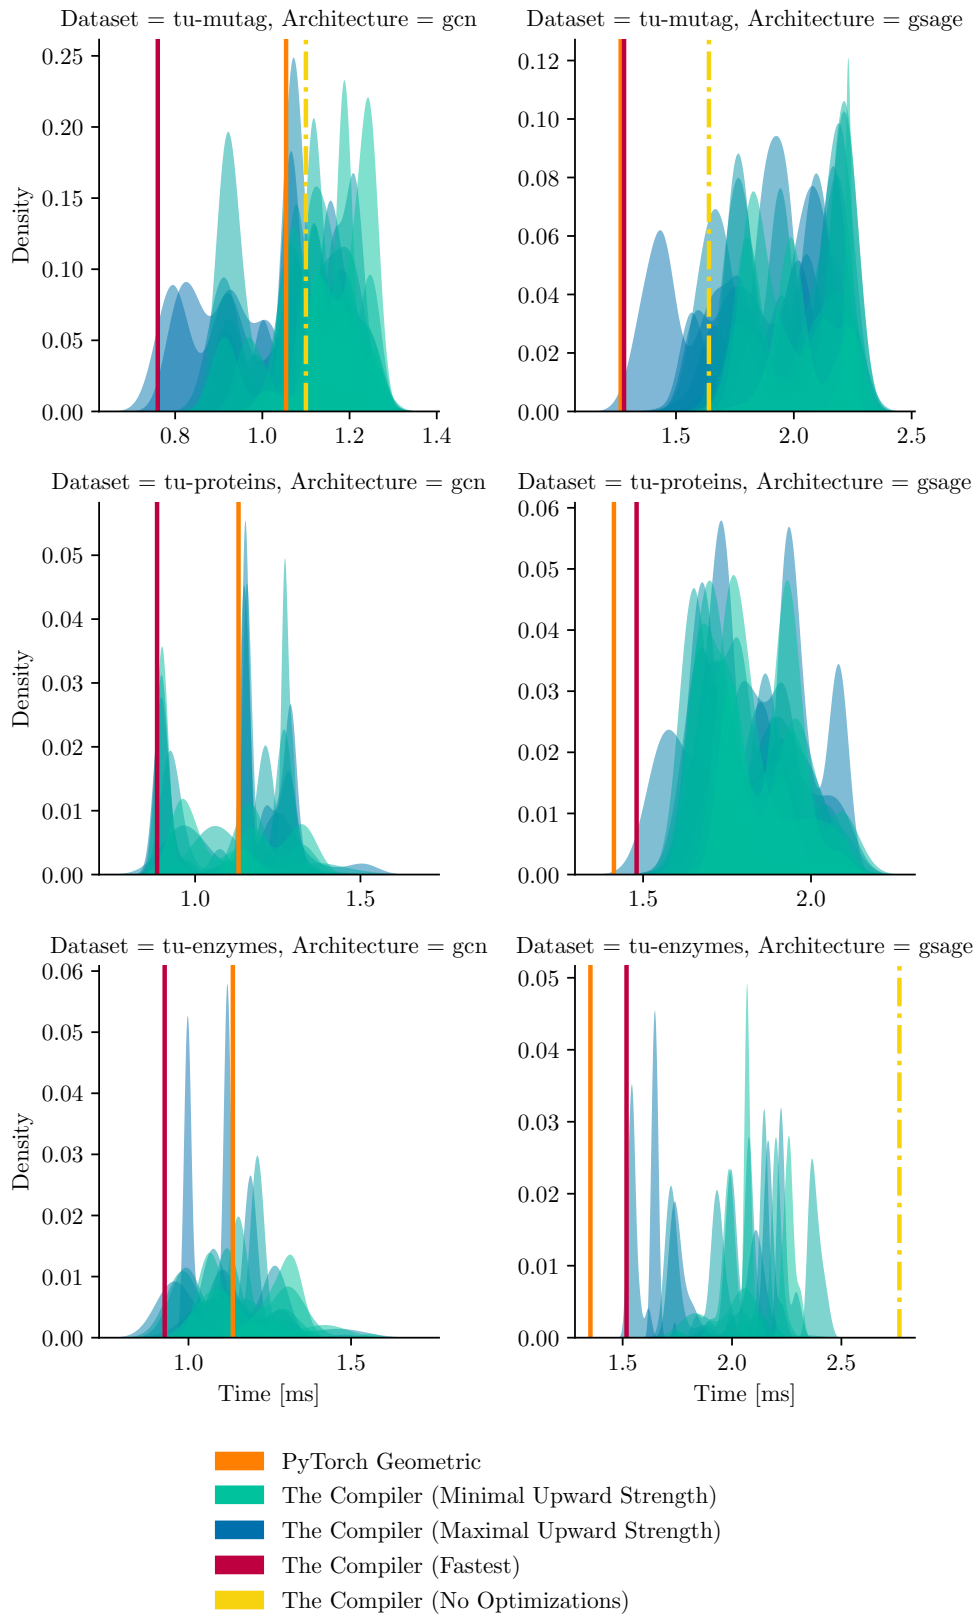 Dataset = tu-mutag, Architecture = gcn
Dataset = tu-mutag, Architecture = gsage
Density
0.25
0.20
0.15
0.10
0.05
0.00
0.8 1.0 1.2 1.4
0.12
0.10
0.08
0.06
0.04
0.02
0.00
1.5 2.0 2.5
Dataset = tu-proteins, Architecture = gcn
Dataset = tu-proteins, Architecture = gsage
Density
0.05
0.04
0.03
0.02
0.01
0.00
1.0 1.5
0.06
0.05
0.04
0.03
0.02
0.01
0.00
1.5 2.0
Dataset = tu-enzymes, Architecture = gcn
Dataset = tu-enzymes, Architecture = gsage
Density
0.06
0.05
0.04
0.03
0.02
0.01
0.00
1.0 1.5
Time [ms]
0.05
0.04
0.03
0.02
0.01
0.00
1.5 2.0 2.5
Time [ms]
PyTorch Geometric
The Compiler (Minimal Upward Strength)
The Compiler (Maximal Upward Strength)
The Compiler (Fastest)
The Compiler (No Optimizations)